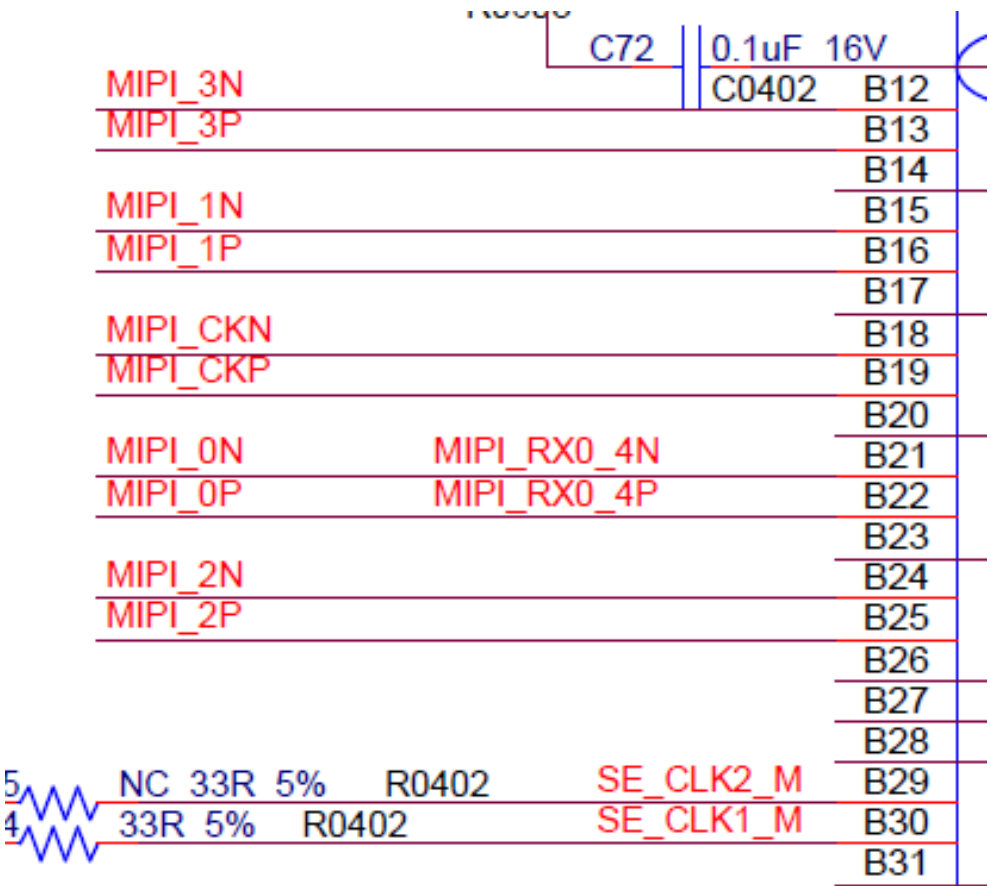 C72 0.1uF 16V
MIPI_3N C0402 B12
MIPI_3P B13
B14
MIPI_1N B15
MIPI_1P B16
B17
MIPI_CKN B18
MIPI_CKP B19
B20
MIPI_0N MIPI_RX0_4N B21
MIPI_0P MIPI_RX0_4P B22
B23
MIPI_2N B24
MIPI_2P B25
B26
B27
B28
5 NC 33R 5% R0402 SE_CLK2_M B29
4 33R 5% R0402 SE_CLK1_M B30
B31